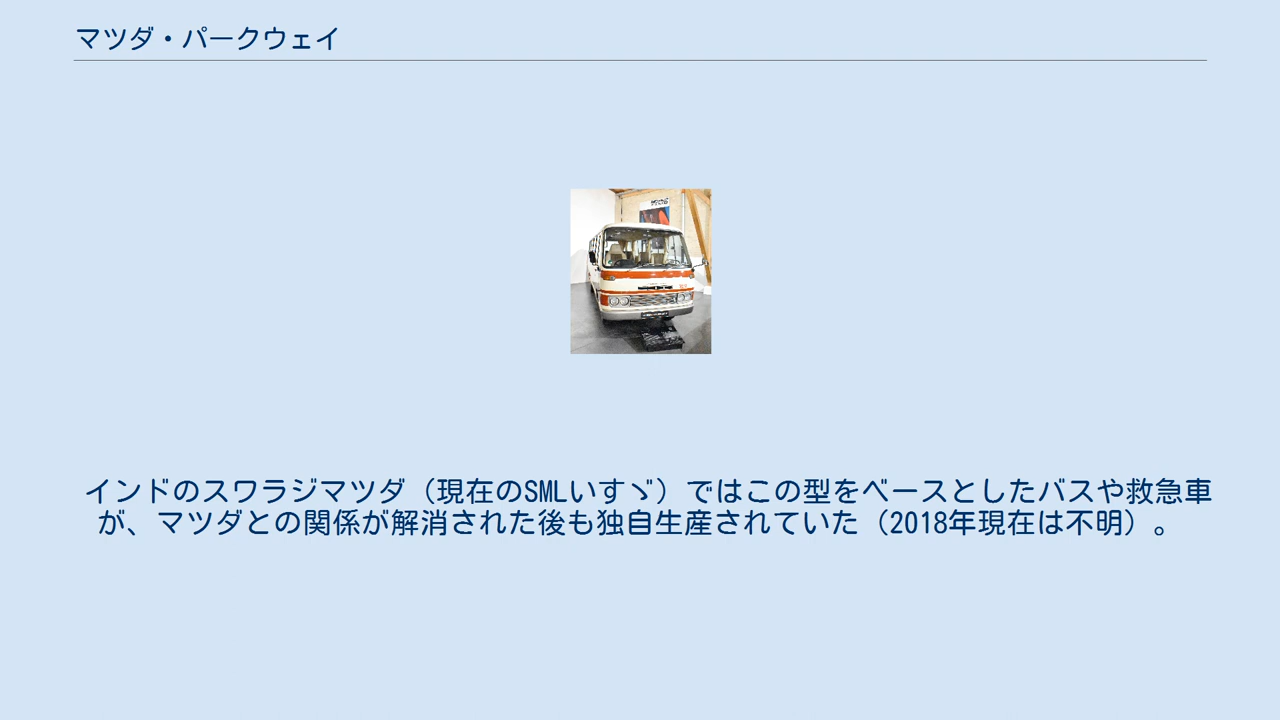 マツダ・パークウェイ
インドのスワラジマツダ（現在のSMLいすゞ）ではこの型をベースとしたバスや救急車
が、マツダとの関係が解消された後も独自生産されていた（2018年現在は不明）。